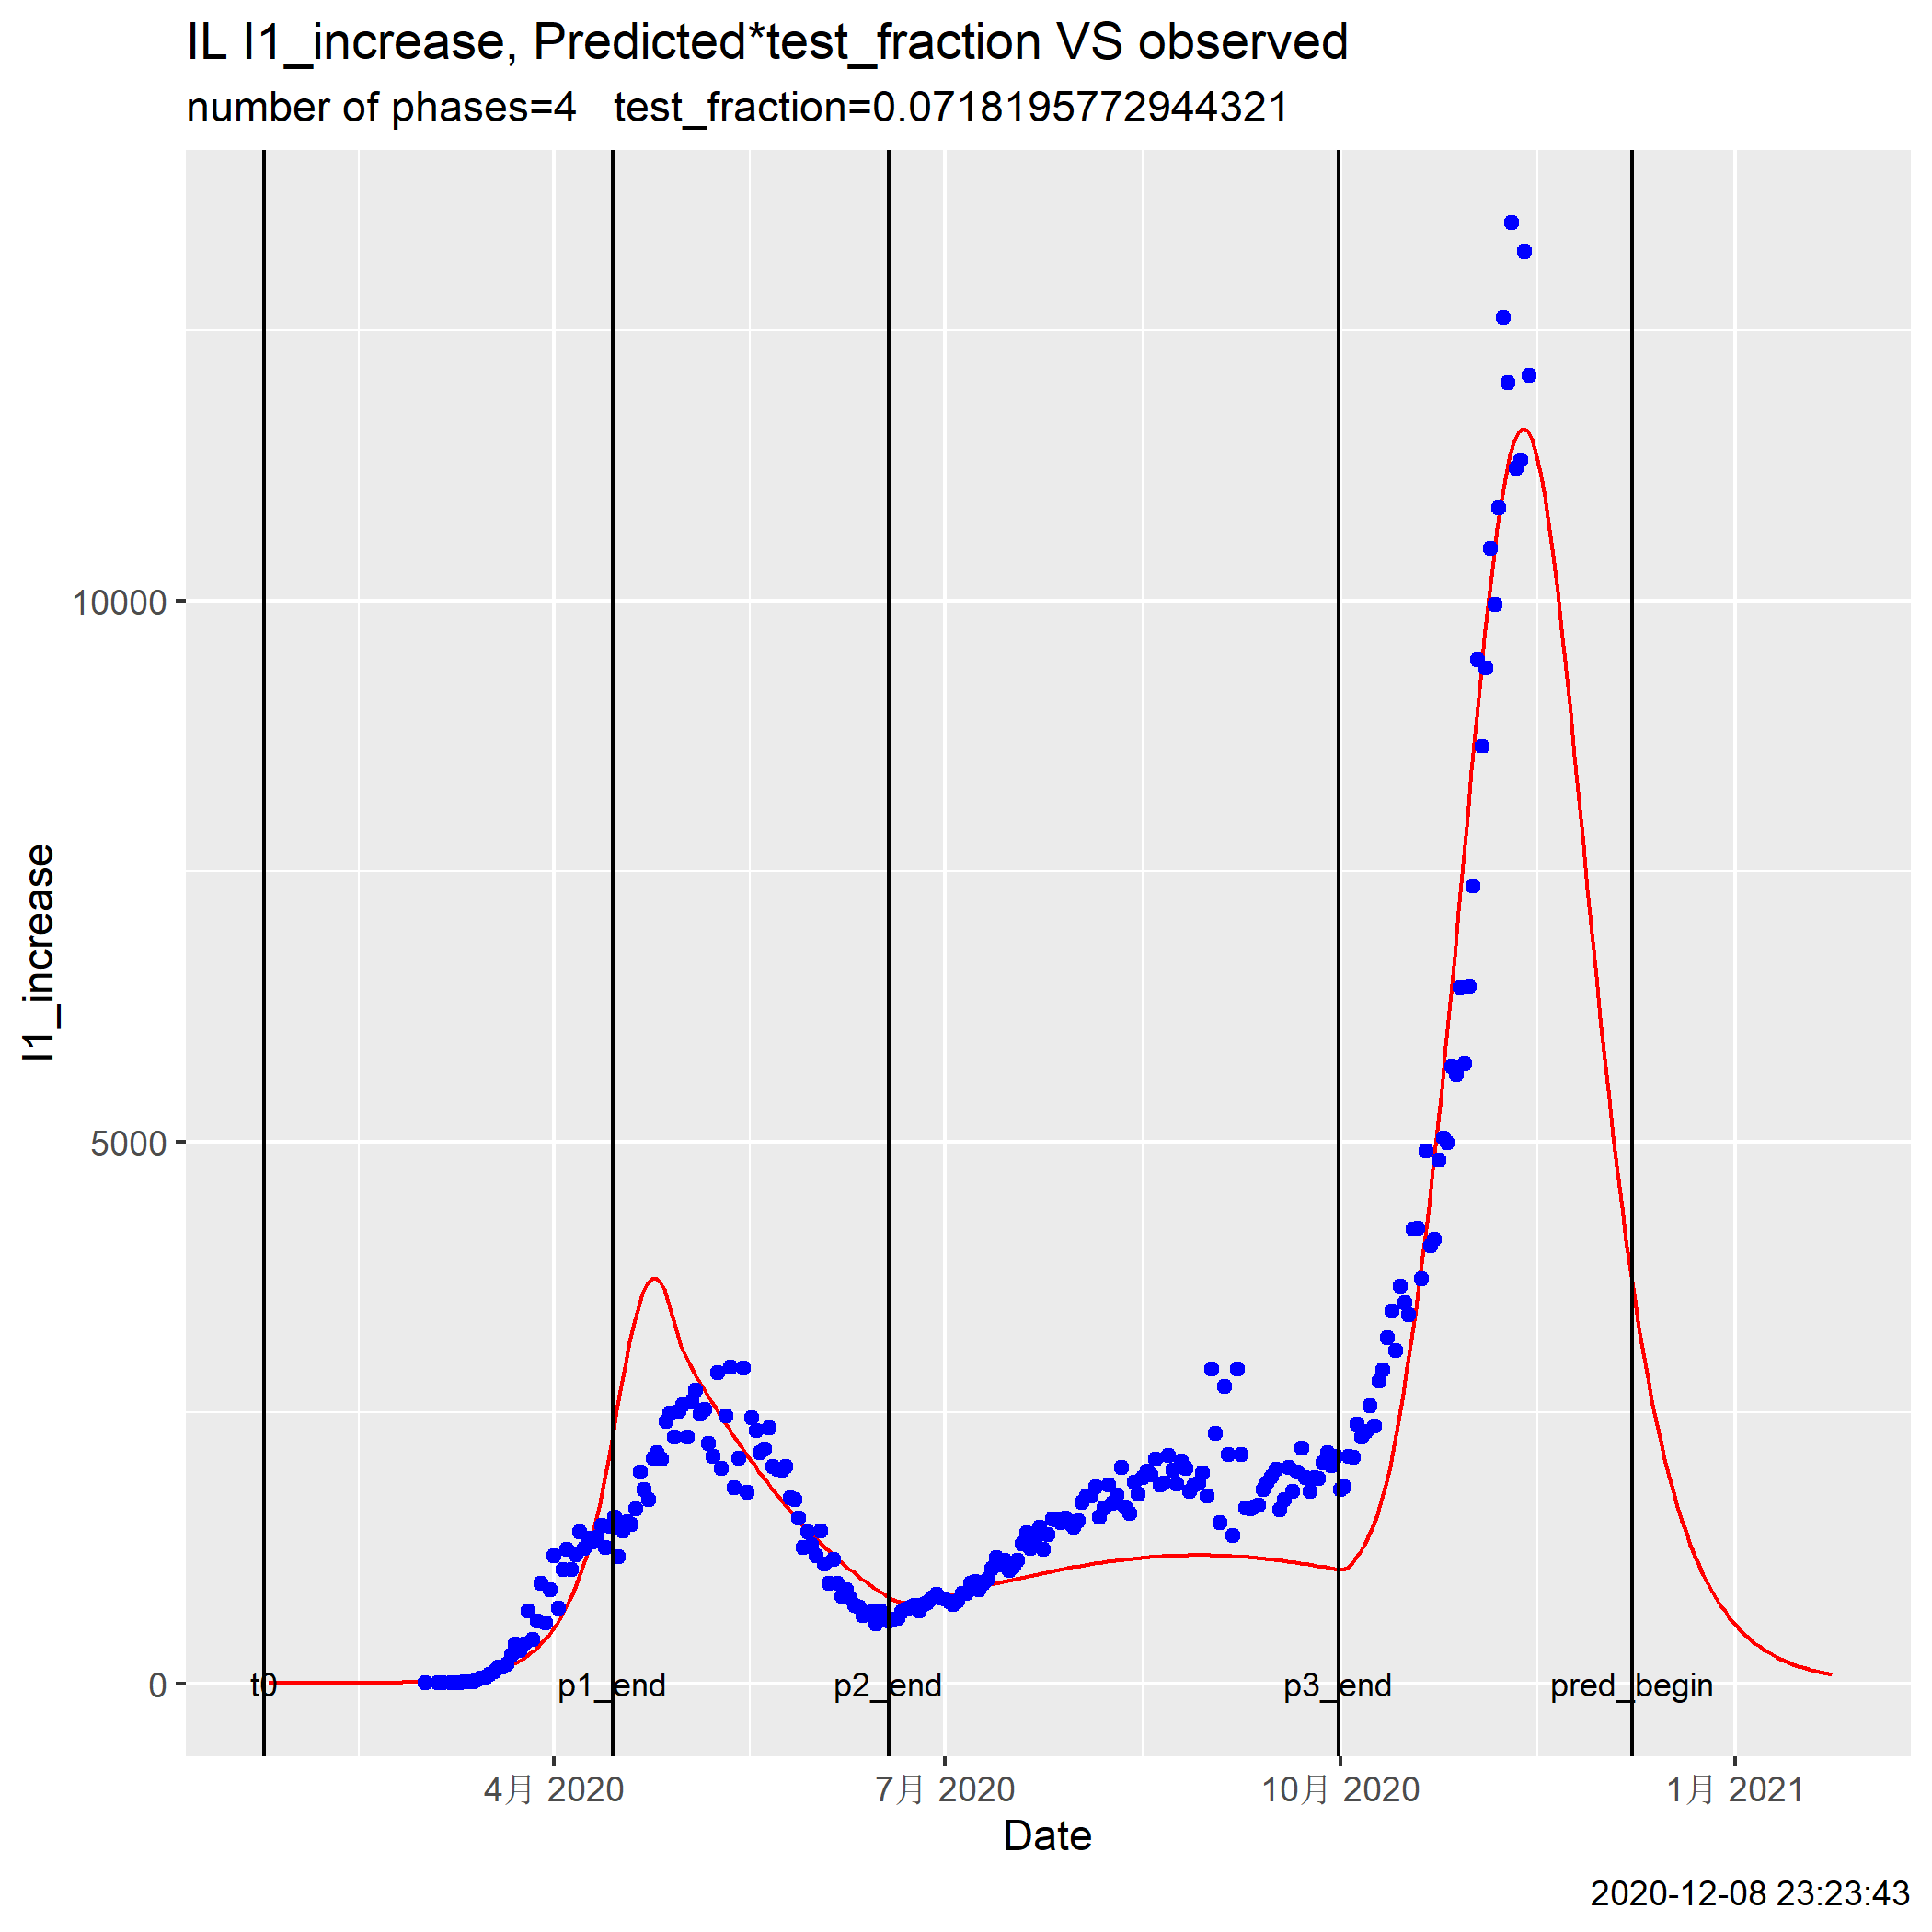 IL I1_increase, Predicted*test_fraction VS observed
number of phases=4   test_fraction=0.0718195772944321
I1_increase
10000
5000
0
t0
p1_end
p2_end
p3_end
pred_begin
4月 2020
7月 2020
10月 2020
1月 2021
Date
2020-12-08 23:23:43